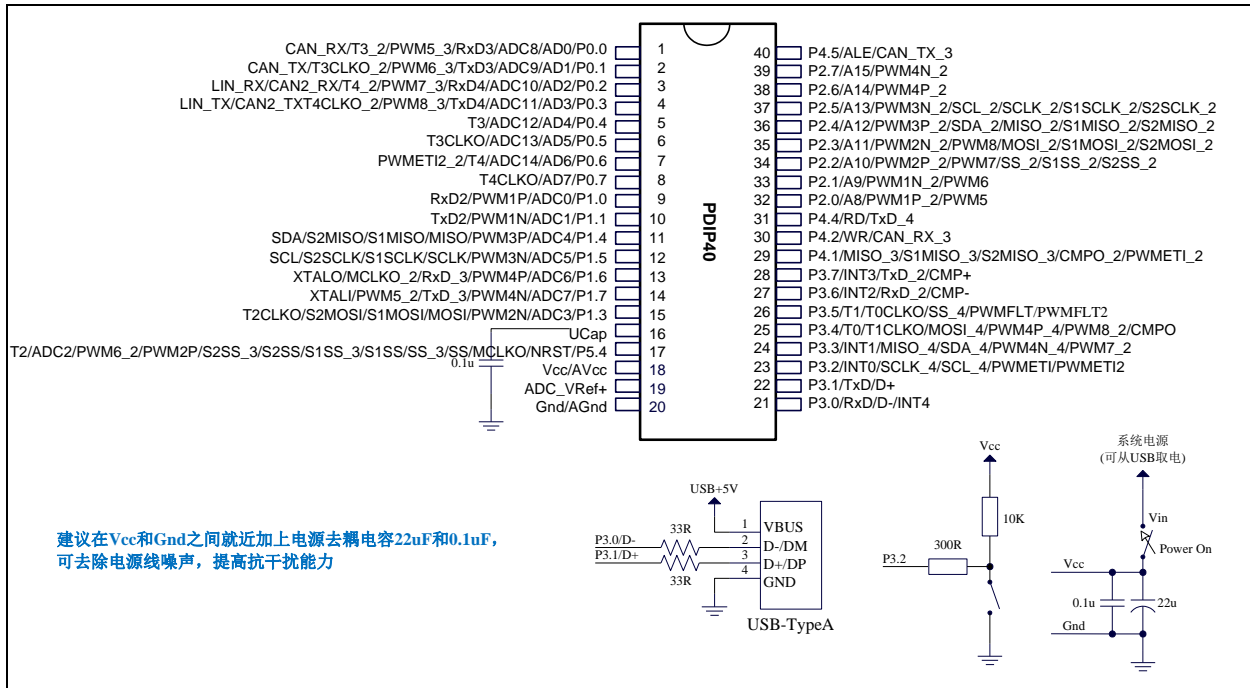 CAN_RX/T3_2/PWM5_3/RxD3/ADC8/AD0/P0.0 1
CAN_TX/T3CLKO_2/PWM6_3/TxD3/ADC9/AD1/P0.1 2
LIN_RX/CAN2_RX/T4_2/PWM7_3/RxD4/ADC10/AD2/P0.2 3
LIN_TX/CAN2_TXT4CLKO_2/PWM8_3/TxD4/ADC11/AD3/P0.3 4
T3/ADC12/AD4/P0.4 5
T3CLKO/ADC13/AD5/P0.5 6
PWMETI2_2/T4/ADC14/AD6/P0.6 7
T4CLKO/AD7/P0.7 8
RxD2/PWM1P/ADC0/P1.0 9
TxD2/PWM1N/ADC1/P1.1 10
SDA/S2MISO/S1MISO/MISO/PWM3P/ADC4/P1.4 11
SCL/S2SCLK/S1SCLK/SCLK/PWM3N/ADC5/P1.5 12
XTALO/MCLKO_2/RxD_3/PWM4P/ADC6/P1.6 13
XTALI/PWM5_2/TxD_3/PWM4N/ADC7/P1.7 14
T2CLKO/S2MOSI/S1MOSI/MOSI/PWM2N/ADC3/P1.3 15
UCap 16
T2/ADC2/PWM6_2/PWM2P/S2SS_3/S2SS/S1SS_3/S1SS/SS_3/SS/MCLKO/NRST/P5.4 17
0.1u
Vcc/AVcc 18
ADC_VRef+ 19
Gnd/AGnd 20
PDIP40
40 P4.5/ALE/CAN_TX_3
39 P2.7/A15/PWM4N_2
38 P2.6/A14/PWM4P_2
37 P2.5/A13/PWM3N_2/SCL_2/SCLK_2/S1SCLK_2/S2SCLK_2
36 P2.4/A12/PWM3P_2/SDA_2/MISO_2/S1MISO_2/S2MISO_2
35 P2.3/A11/PWM2N_2/PWM8/MOSI_2/S1MOSI_2/S2MOSI_2
34 P2.2/A10/PWM2P_2/PWM7/SS_2/S1SS_2/S2SS_2
33 P2.1/A9/PWM1N_2/PWM6
32 P2.0/A8/PWM1P_2/PWM5
31 P4.4/RD/TxD_4
30 P4.2/WR/CAN_RX_3
29 P4.1/MISO_3/S1MISO_3/S2MISO_3/CMPO_2/PWMETI_2
28 P3.7/INT3/TxD_2/CMP+
27 P3.6/INT2/RxD_2/CMP-
26 P3.5/T1/T0CLKO/SS_4/PWMFLT/PWMFLT2
25 P3.4/T0/T1CLKO/MOSI_4/PWM4P_4/PWM8_2/CMPO
24 P3.3/INT1/MISO_4/SDA_4/PWM4N_4/PWM7_2
23 P3.2/INT0/SCLK_4/SCL_4/PWMETI/PWMETI2
22 P3.1/TxD/D+
21 P3.0/RxD/D-/INT4
建议在Vcc和Gnd之间就近加上电源去耦电容22uF和0.1uF，
可去除电源线噪声，提高抗干扰能力
USB+5V
P3.0/D-
P3.1/D+
33R
33R
1 VBUS
2 D-/DM
3 D+/DP
4 GND
USB-TypeA
Vcc
10K
300R
P3.2
系统电源
(可从USB取电)
Vin
Power On
Vcc
0.1u
22u
Gnd